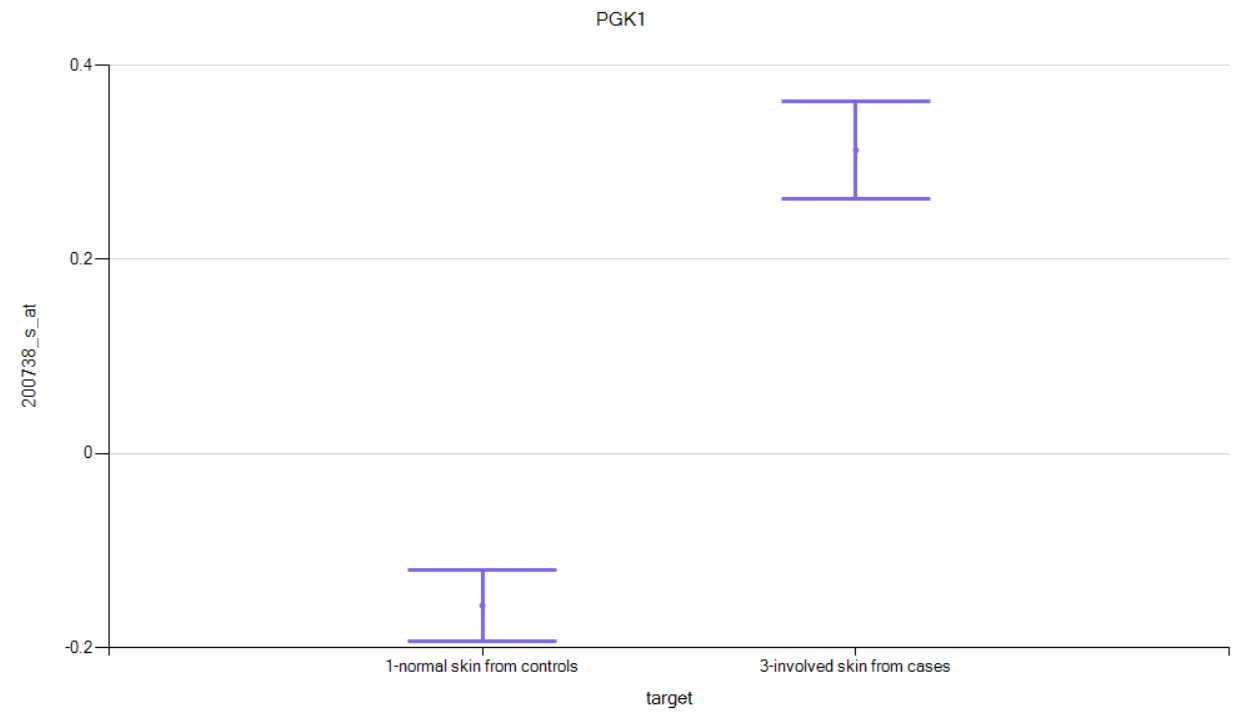 PGK1
0.4
0.2
0
-0.2
200738_s_at
1-normal skin from controls
3-involved skin from cases
target